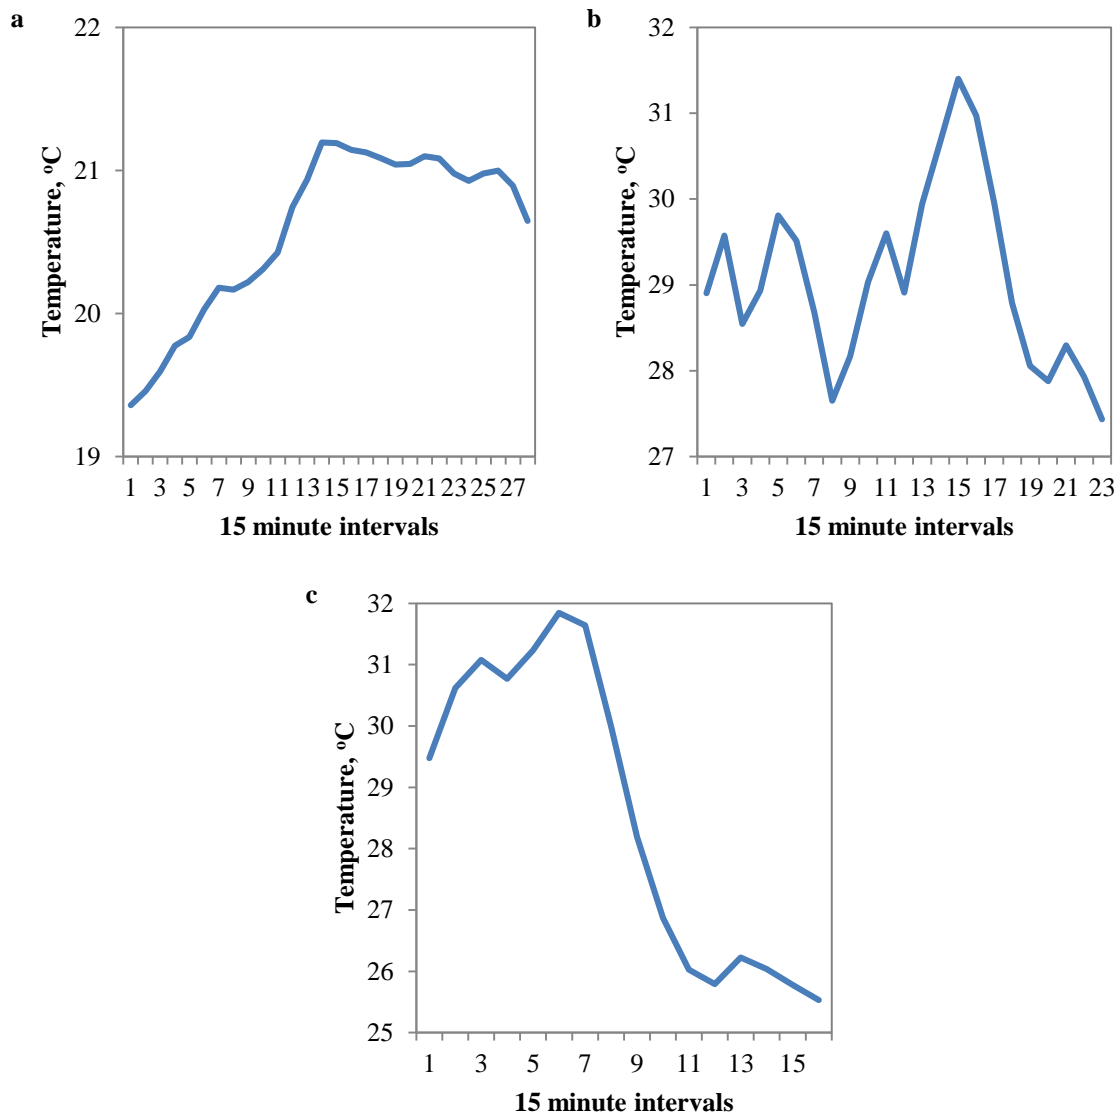 a
22
21
20
19
Temperature, ᵒC
1 3 5 7 9 11 13 15 17 19 21 23 25 27
15 minute intervals
b
32
31
30
29
28
27
Temperature, ᵒC
1 3 5 7 9 11 13 15 17 19 21 23
15 minute intervals
c
32
31
30
29
28
27
26
25
Temperature, ᵒC
1 3 5 7 9 11 13 15
15 minute intervals